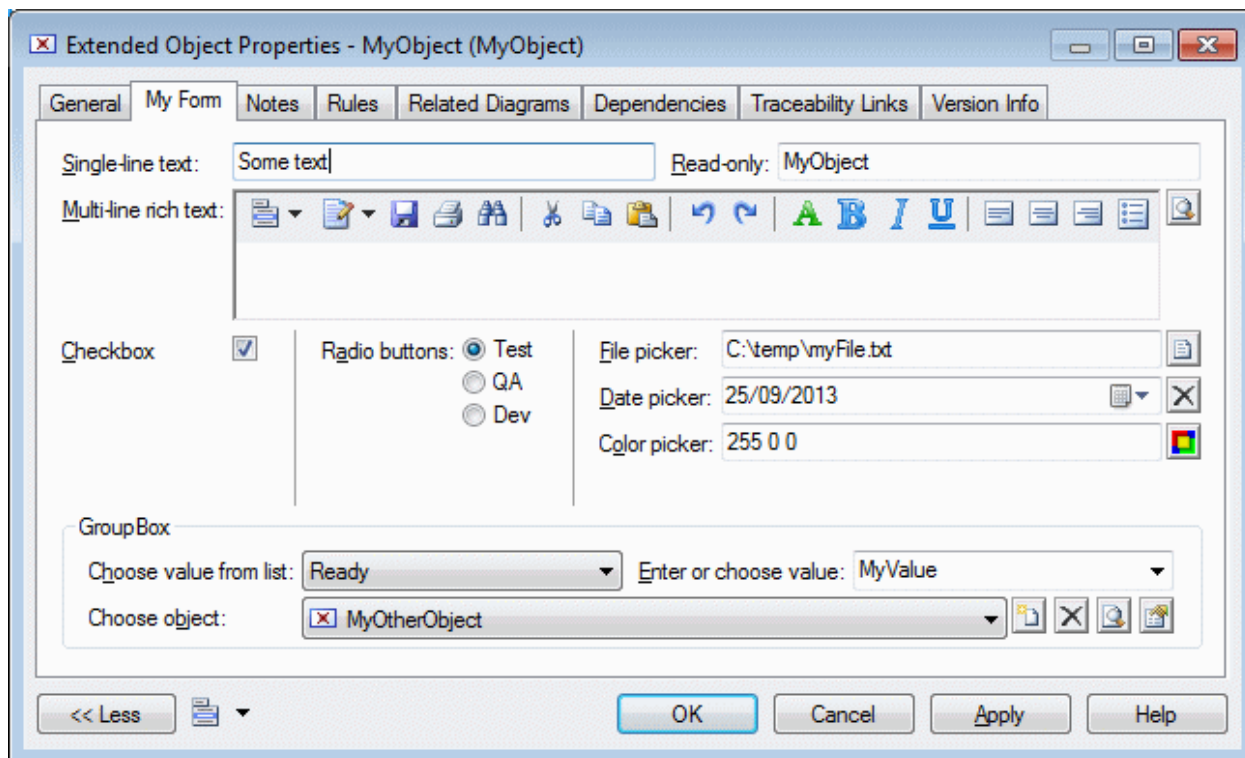 Extended Object Properties - MyObject (MyObject)
General My Form Notes Rules Related Diagrams Dependencies Traceability Links Version Info
Single-line text: Some text Read-only: MyObject
Multi-line rich text:
A B I U
Checkbox Radio buttons: Test File picker: C:\temp\myFile.txt
QA
Date picker: 25/09/2013
Dev
Color picker: 255 0 0
GroupBox
Choose value from list: Ready Enter or choose value: MyValue
Choose object: MyOtherObject
<< Less OK Cancel Apply Help